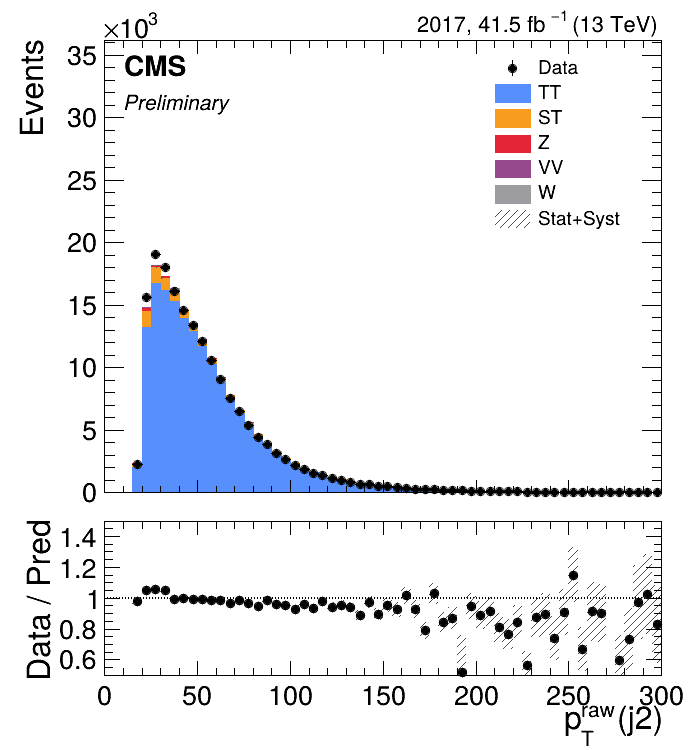 ×10³
2017, 41.5 fb⁻¹ (13 TeV)
Events
35
30
25
20
15
10
5
0
CMS
Preliminary
Data
TT
ST
Z
VV
W
Stat+Syst
Data / Pred
1.4
1.2
1
0.8
0.6
0 50 100 150 200 250 300
p_T^raw(j2)